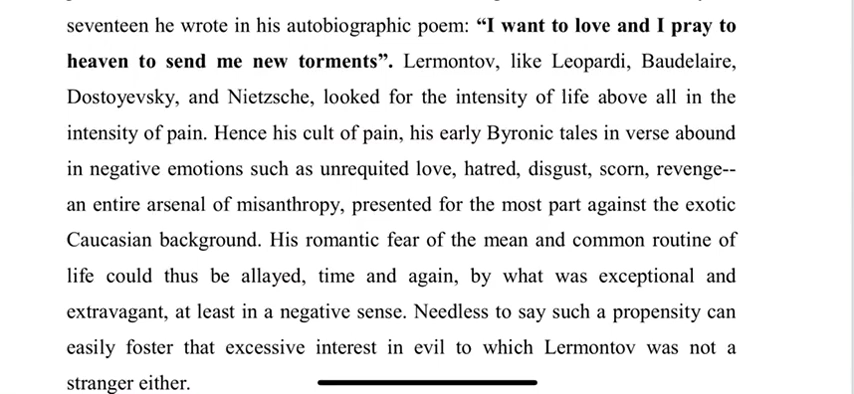 seventeen he wrote in his autobiographic poem: “I want to love and I pray to
heaven to send me new torments”. Lermontov, like Leopardi, Baudelaire,
Dostoyevsky, and Nietzsche, looked for the intensity of life above all in the
intensity of pain. Hence his cult of pain, his early Byronic tales in verse abound
in negative emotions such as unrequited love, hatred, disgust, scorn, revenge--
an entire arsenal of misanthropy, presented for the most part against the exotic
Caucasian background. His romantic fear of the mean and common routine of
life could thus be allayed, time and again, by what was exceptional and
extravagant, at least in a negative sense. Needless to say such a propensity can
easily foster that excessive interest in evil to which Lermontov was not a
stranger either.